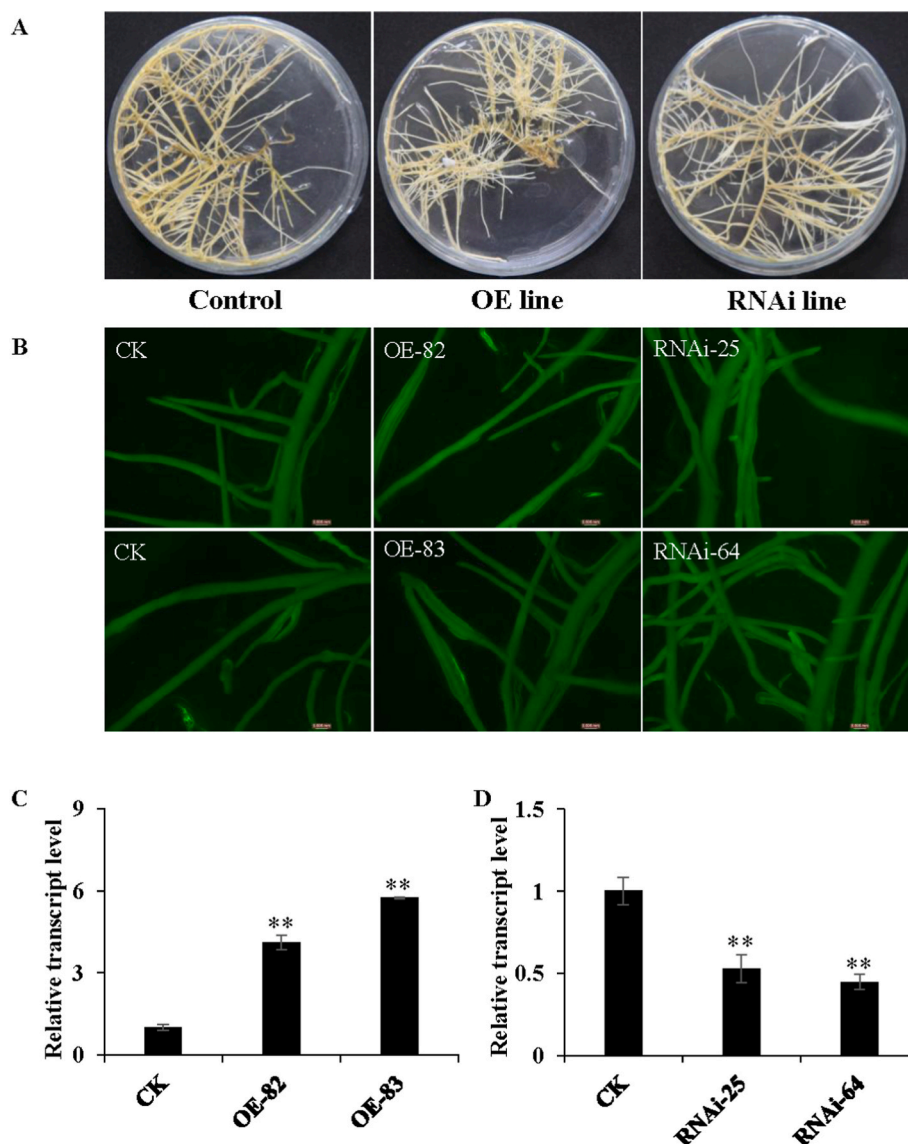 A
Control OE line RNAi line
B
CK OE-82 RNAi-25
CK OE-83 RNAi-64
C
Relative transcript level
9
6
3
0
**
**
CK OE-82 OE-83
D
Relative transcript level
1.5
1
0.5
0
**
**
CK RNAi-25 RNAi-64